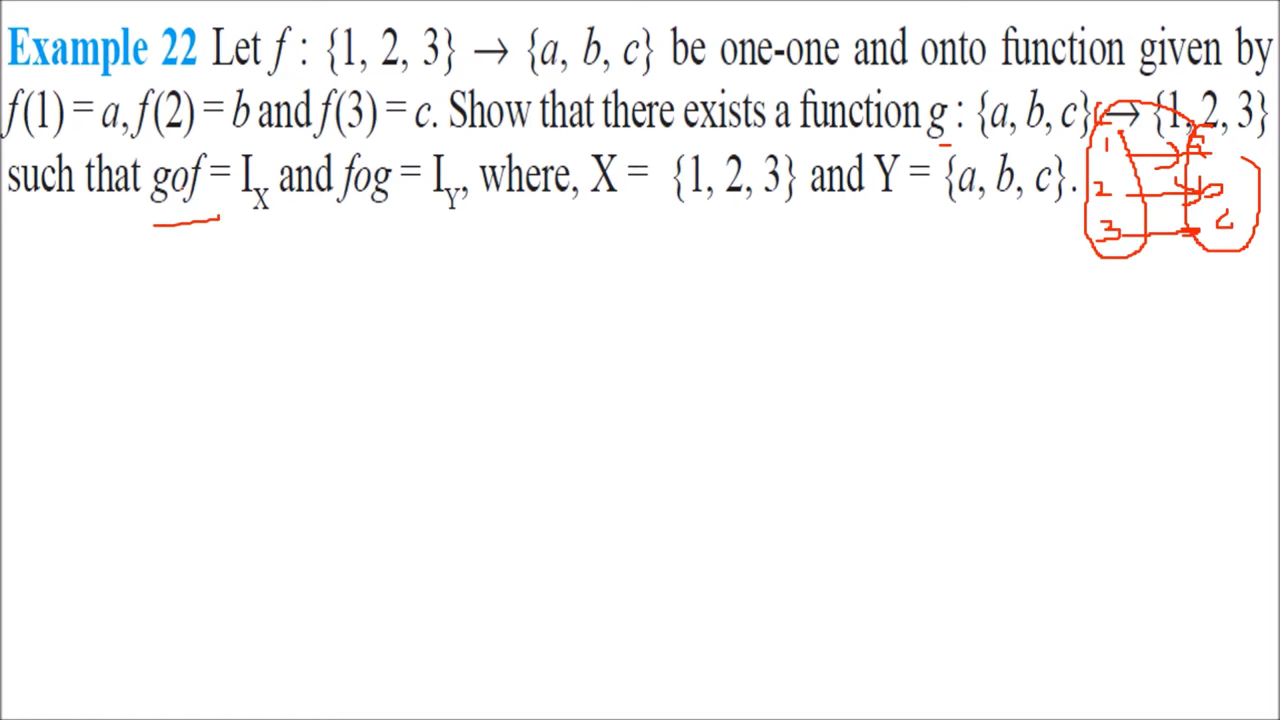 Example 22 Let f : {1, 2, 3} → {a, b, c} be one-one and onto function given by
f(1) = a, f(2) = b and f(3) = c. Show that there exists a function g : {a, b, c} → {1, 2, 3}
such that gof = I_X and fog = I_Y, where, X = {1, 2, 3} and Y = {a, b, c}.
1
2
3